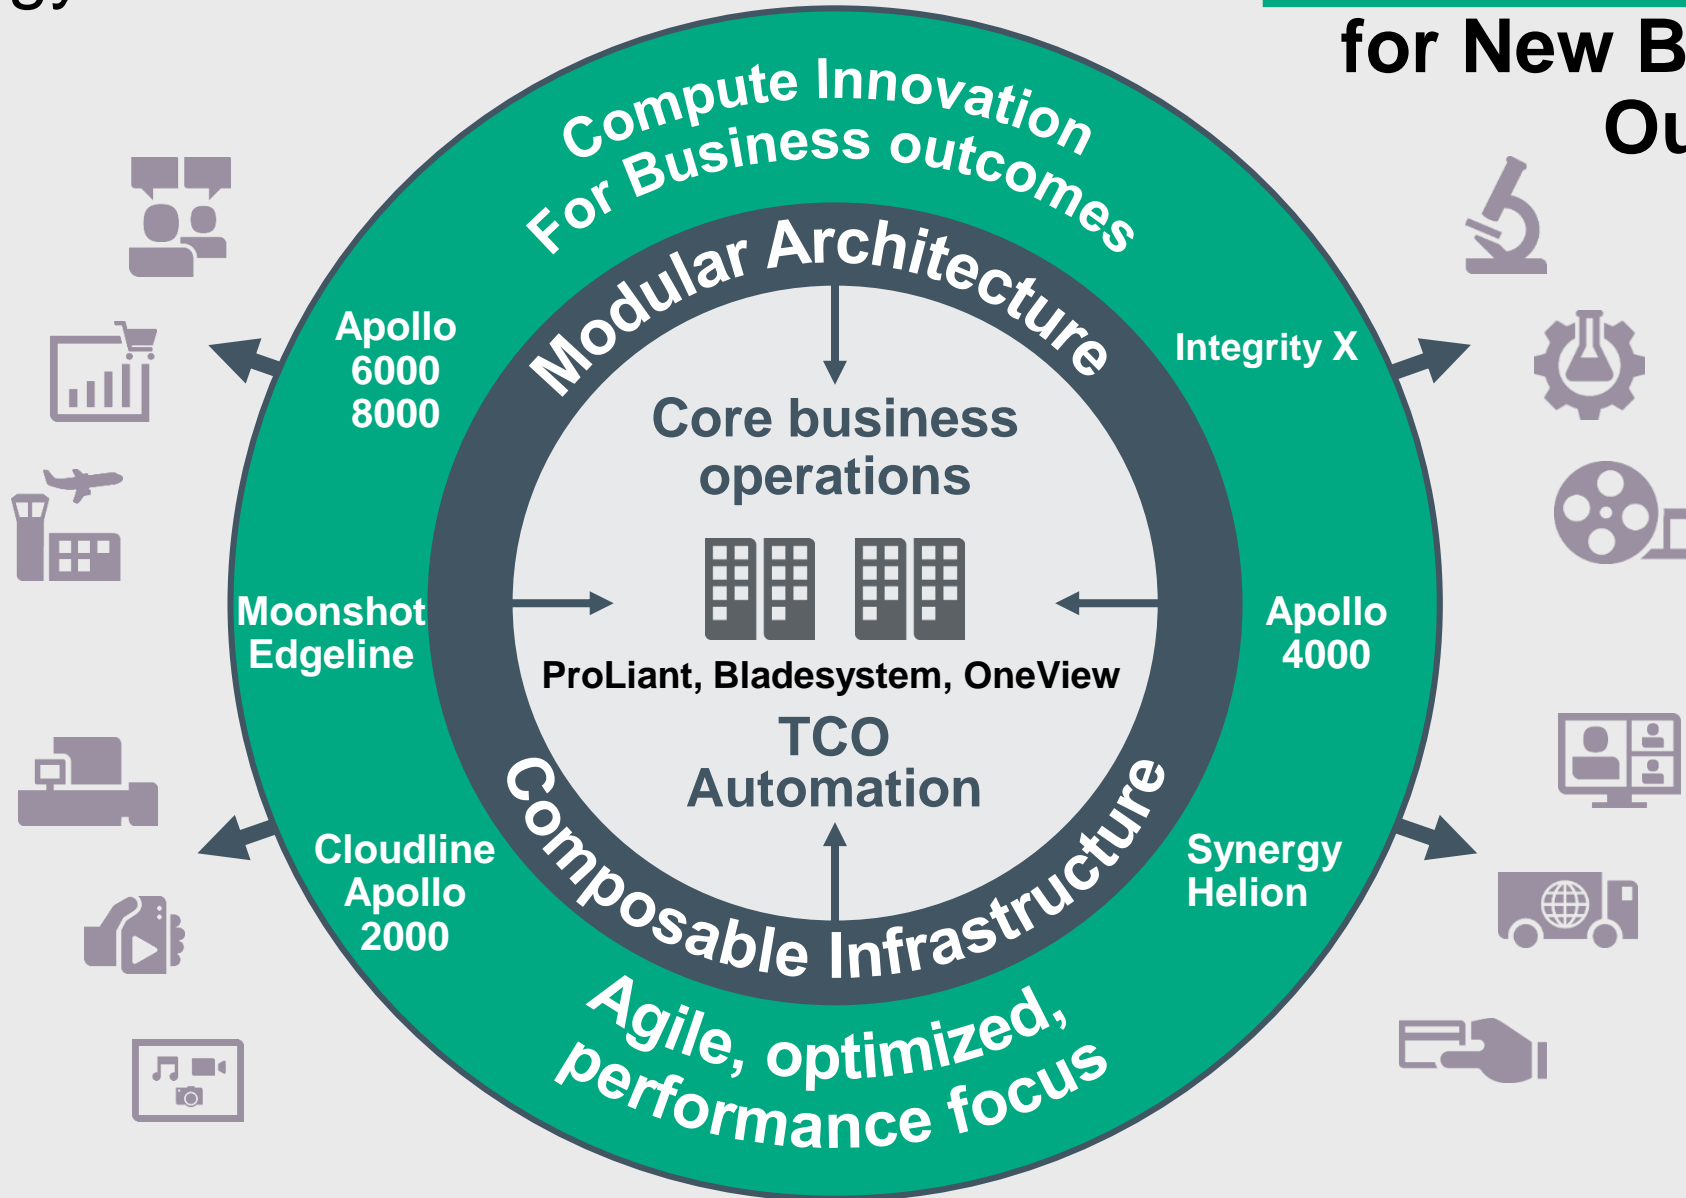 for New B
Ou
Compute Innovation
For Business outcomes
Modular Architecture
Apollo
6000
8000
Integrity X
Core business
operations
Moonshot
Edgeline
Apollo
4000
ProLiant, Bladesystem, OneView
TCO
Automation
Cloudline
Apollo
2000
Synergy
Helion
Composable Infrastructure
Agile, optimized,
performance focus